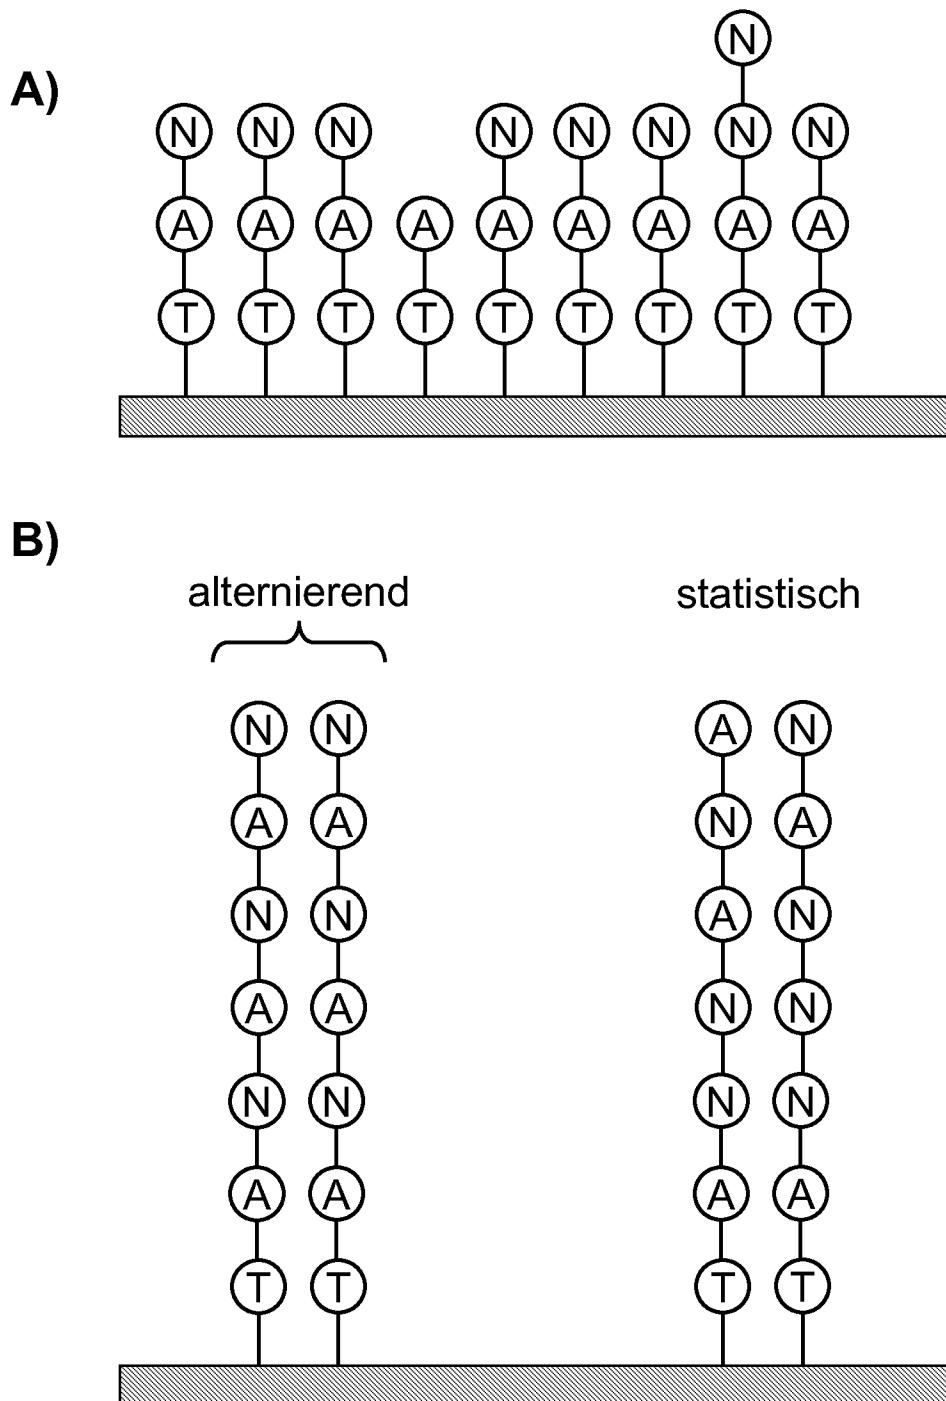 N
A)
N N N N N N N N
A A A A A A A A A
T T T T T T T T T
B)
alternierend statistisch
N N A N
A A N A
N N A N
A A N N
N N N N
A A A A
T T T T